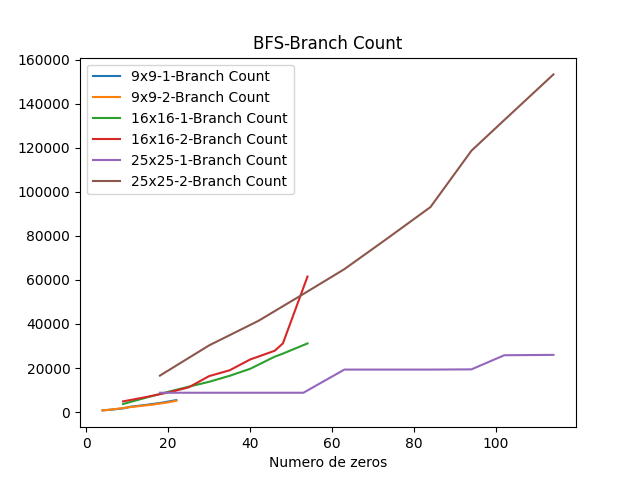 BFS-Branch Count
160000
140000
120000
100000
80000
60000
40000
20000
0
9x9-1-Branch Count
9x9-2-Branch Count
16x16-1-Branch Count
16x16-2-Branch Count
25x25-1-Branch Count
25x25-2-Branch Count
0 20 40 60 80 100
Numero de zeros